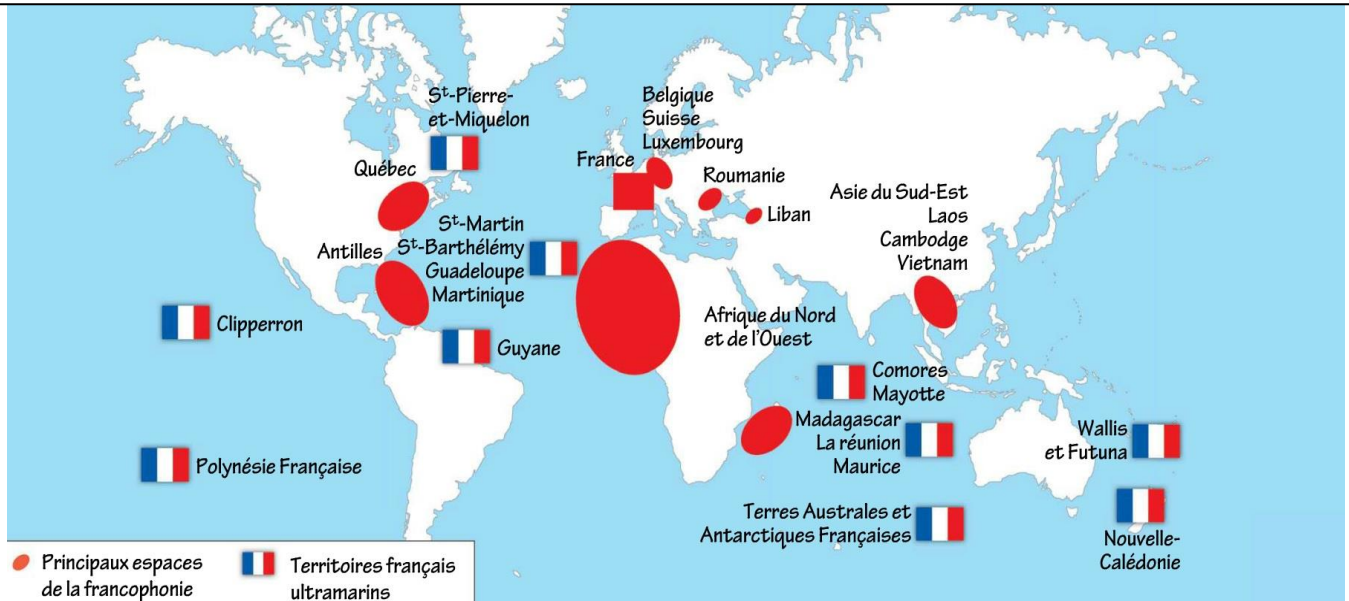 St-Pierre-
et-Miquelon
Québec
Belgique
Suisse
Luxembourg
France
Roumanie
Liban
Asie du Sud-Est
Laos
Cambodge
Vietnam
St-Martin
St-Barthélémy
Guadeloupe
Martinique
Antilles
Clipperron
Guyane
Afrique du Nord
et de l'Ouest
Comores
Mayotte
Madagascar
La réunion
Maurice
Wallis
et Futuna
Polynésie Française
Terres Australes et
Antarctiques Françaises
Nouvelle-
Calédonie
Principaux espaces
de la francophonie
Territoires français
ultramarins